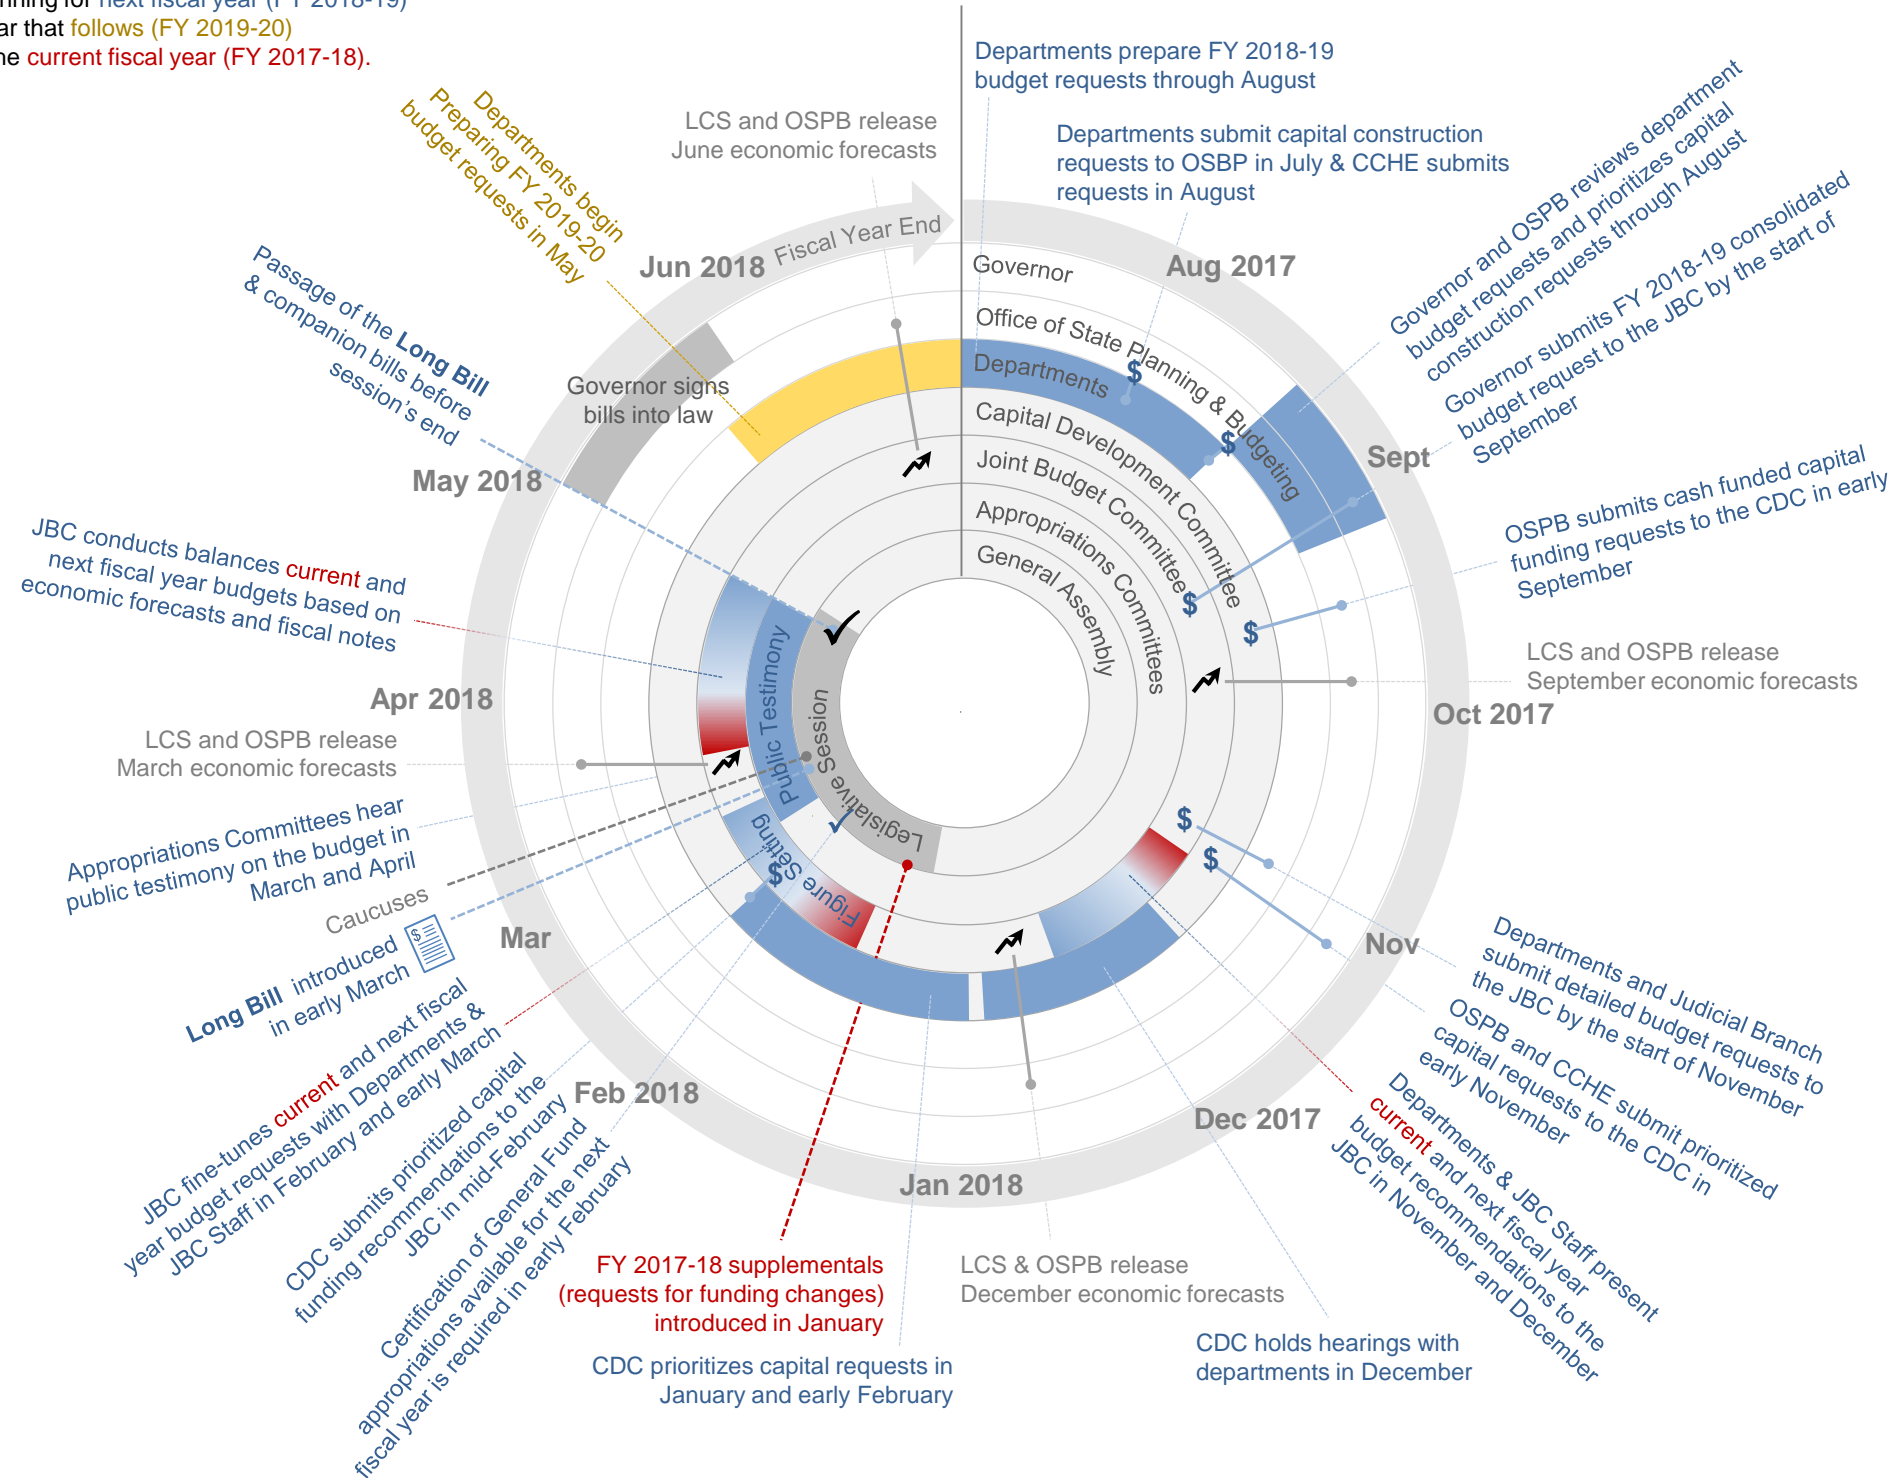 next fiscal year (FY 2018-19)
ar that follows (FY 2019-20)
ne current fiscal year (FY 2017-18).
Departments prepare FY 2018-19
budget requests through August
Departments submit capital construction
requests to OSBP in July & CCHE submits
requests in August
Governor and OSPB reviews department
budget requests and prioritizes capital
construction requests through August
Governor submits FY 2018-19 consolidated
budget request to the JBC by the start of
September
OSPB submits cash funded capital
funding requests to the CDC in early
September
LCS and OSPB release
September economic forecasts
Departments and Judicial Branch
submit detailed budget requests to
the JBC by the start of November
OSPB and CCHE submit prioritized
capital requests to the CDC in
early November
Departments & JBC Staff present
current and next fiscal year
budget recommendations to the
JBC in November and December
CDC holds hearings with
departments in December
LCS & OSPB release
December economic forecasts
FY 2017-18 supplementals
(requests for funding changes)
introduced in January
CDC prioritizes capital requests in
January and early February
Certification of General Fund
appropriations available for the next
fiscal year is required in early February
CDC submits prioritized capital
funding recommendations to the
JBC in mid-February
JBC fine-tunes current and next fiscal
year budget requests with Departments &
JBC Staff in February and early March
Long Bill introduced
in early March
$
Caucuses
Appropriations Committees hear
public testimony on the budget in
March and April
LCS and OSPB release
March economic forecasts
JBC conducts balances current and
next fiscal year budgets based on
economic forecasts and fiscal notes
Passage of the Long Bill
& companion bills before
session's end
Departments begin
Preparing FY 2019-20
budget requests in May
LCS and OSPB release
June economic forecasts
Fiscal Year End
Governor signs
bills into law
Aug 2017
Sept
Oct 2017
Nov
Dec 2017
Jan 2018
Feb 2018
Mar
Apr 2018
May 2018
Jun 2018
Governor
Office of State Planning & Budgeting
Departments
Capital Development Committee
Joint Budget Committee
Appropriations Committees
General Assembly
$
$
$
$
$
$
$
Public Testimony
Legislative Session
Figure Setting